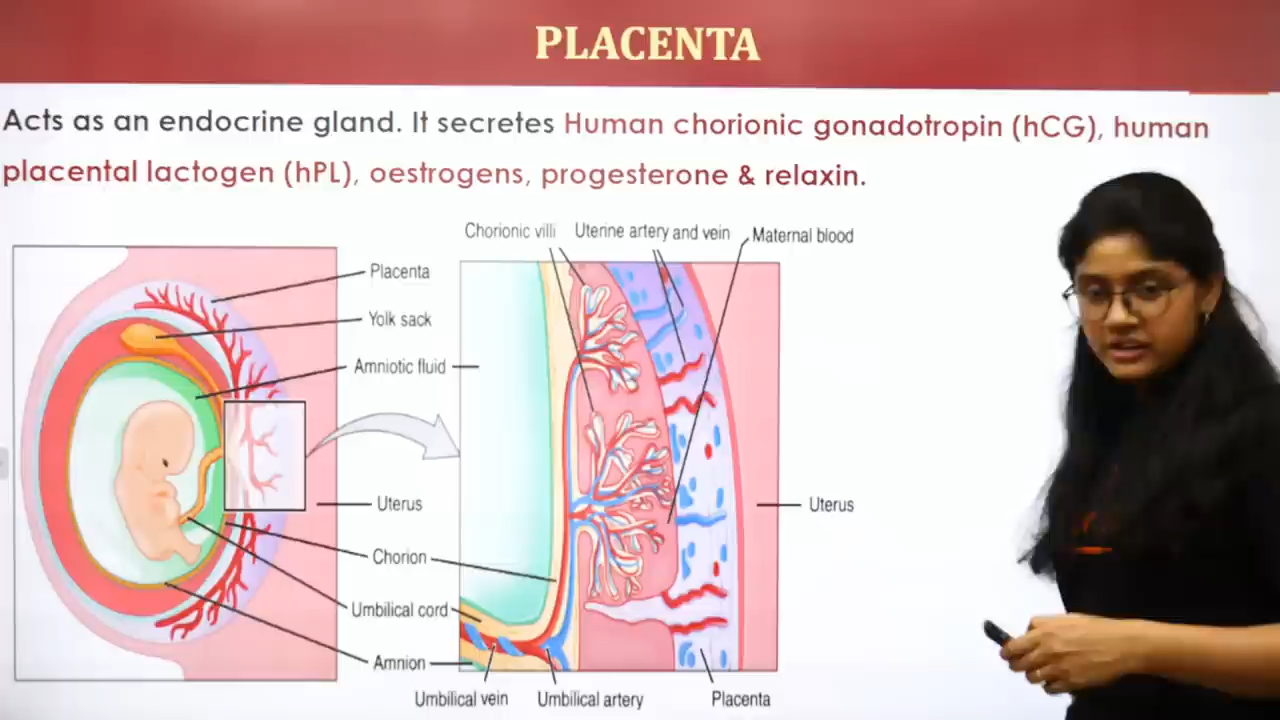 PLACENTA
Acts as an endocrine gland. It secretes Human chorionic gonadotropin (hCG), human
placental lactogen (hPL), oestrogens, progesterone & relaxin.
Chorionic villi
Uterine artery and vein
Maternal blood
Placenta
Yolk sack
Amniotic fluid
Uterus
Uterus
Chorion
Umbilical cord
Amnion
Umbilical vein
Umbilical artery
Placenta